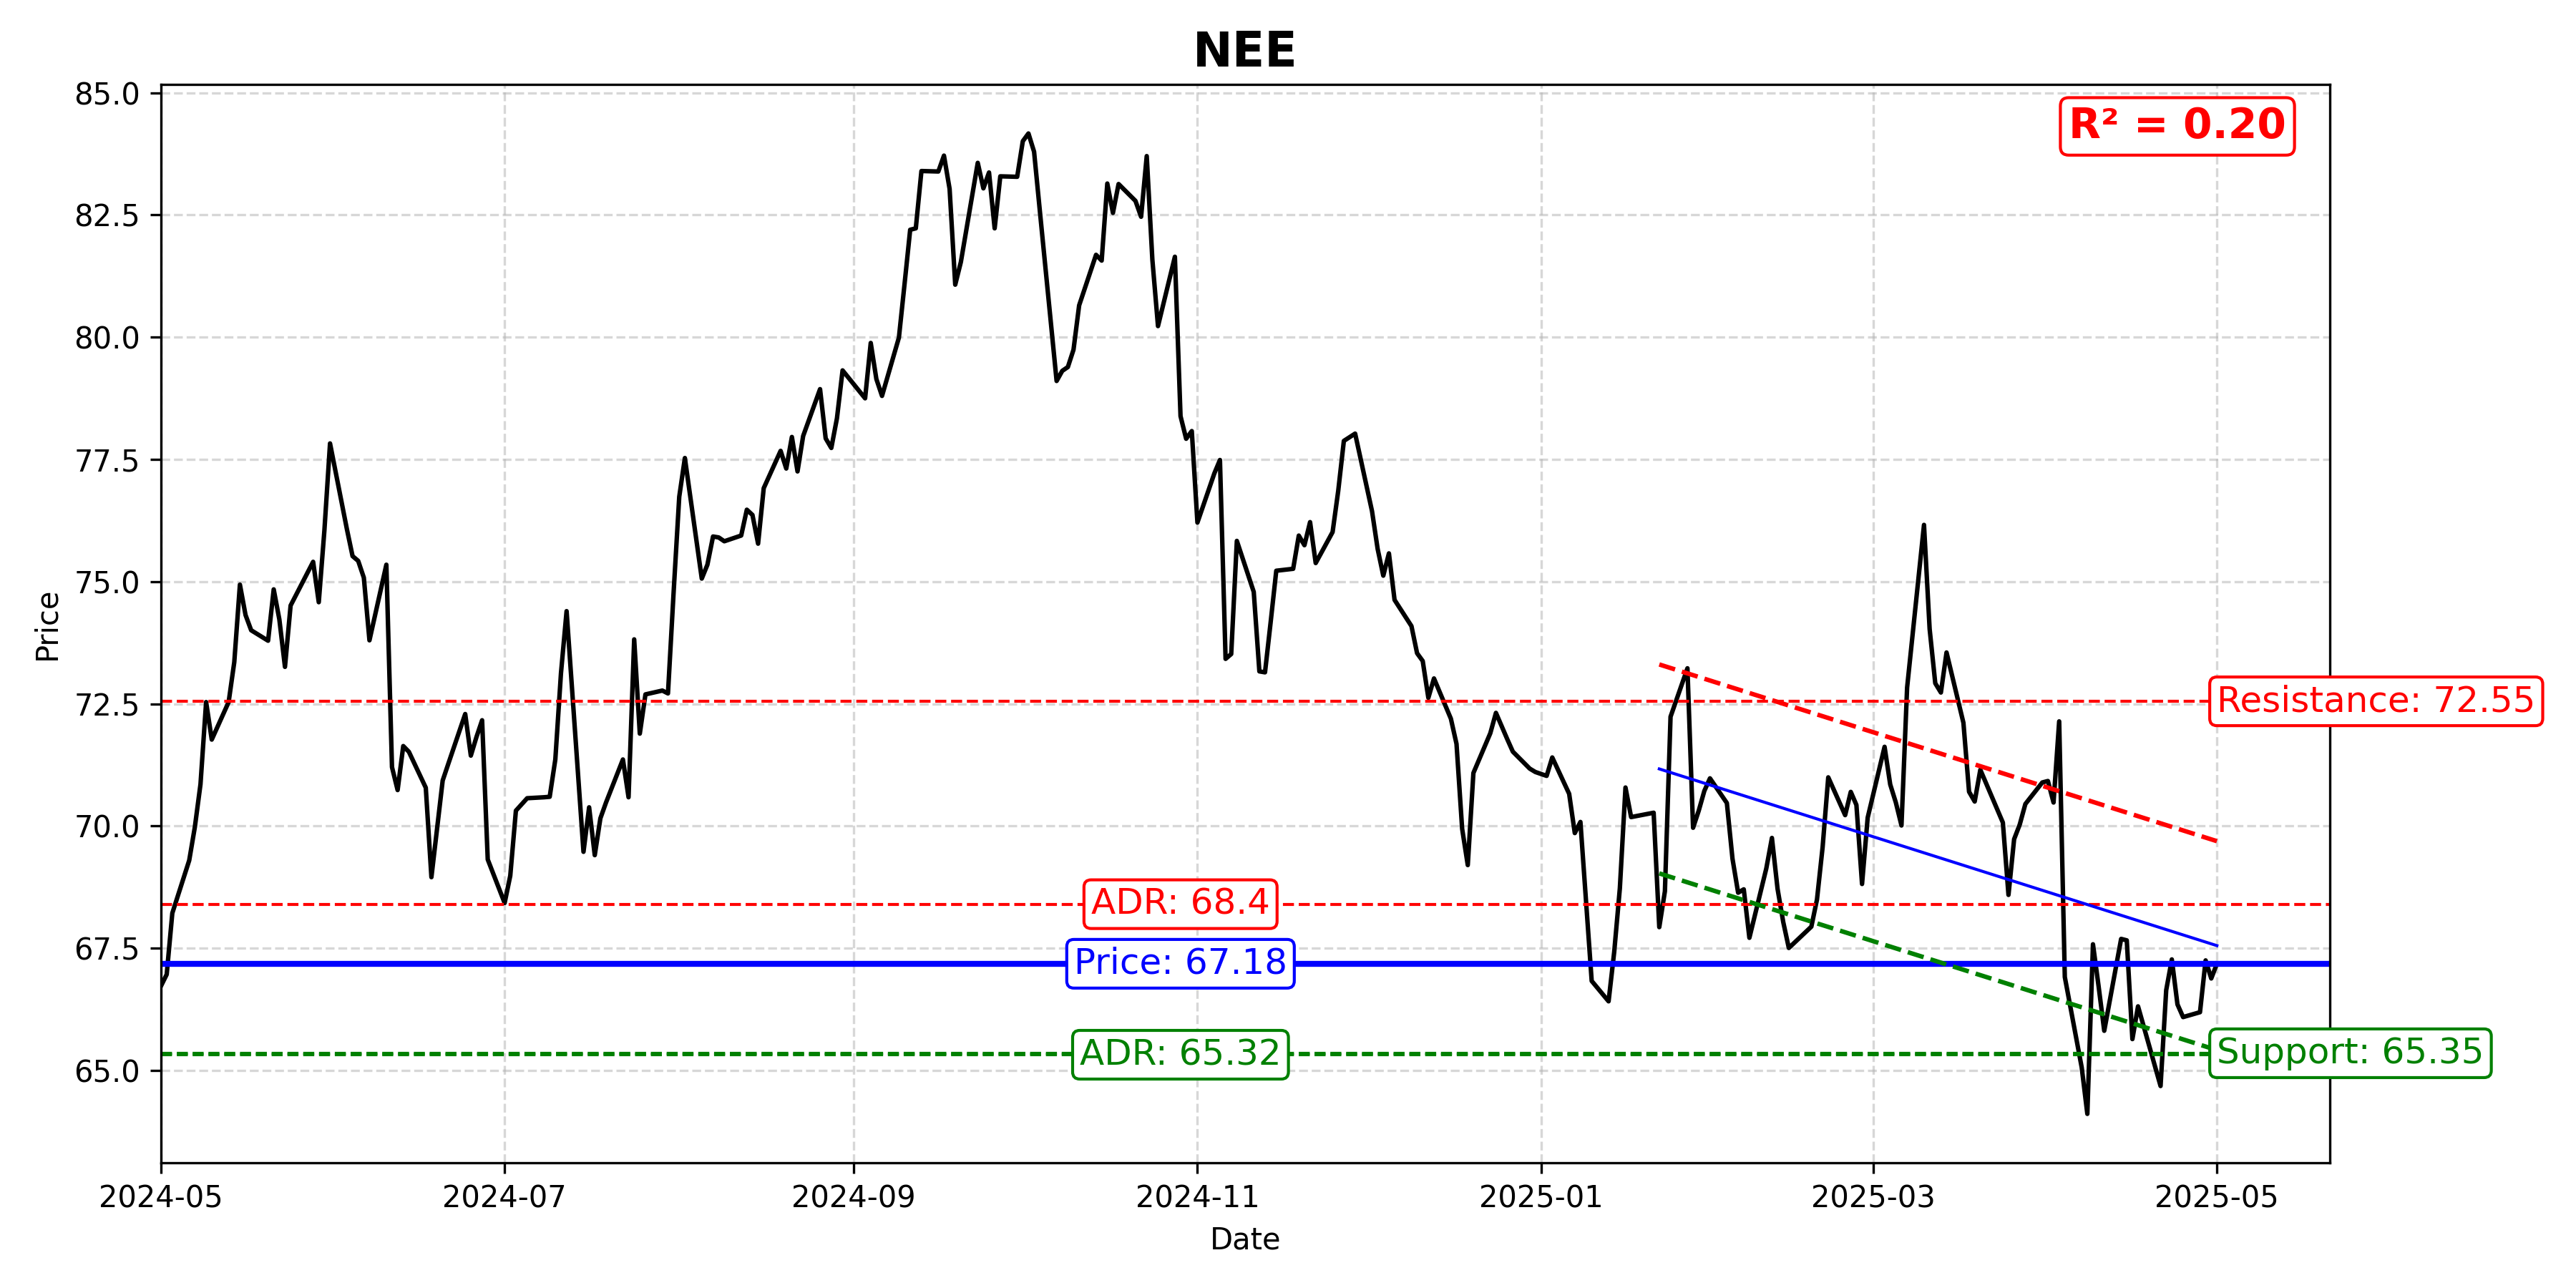 NEE
R² = 0.20
85.0
82.5
80.0
77.5
75.0
72.5
70.0
67.5
65.0
Price
Resistance: 72.55
ADR: 68.4
Price: 67.18
ADR: 65.32
Support: 65.35
2024-05
2024-07
2024-09
2024-11
2025-01
2025-03
2025-05
Date